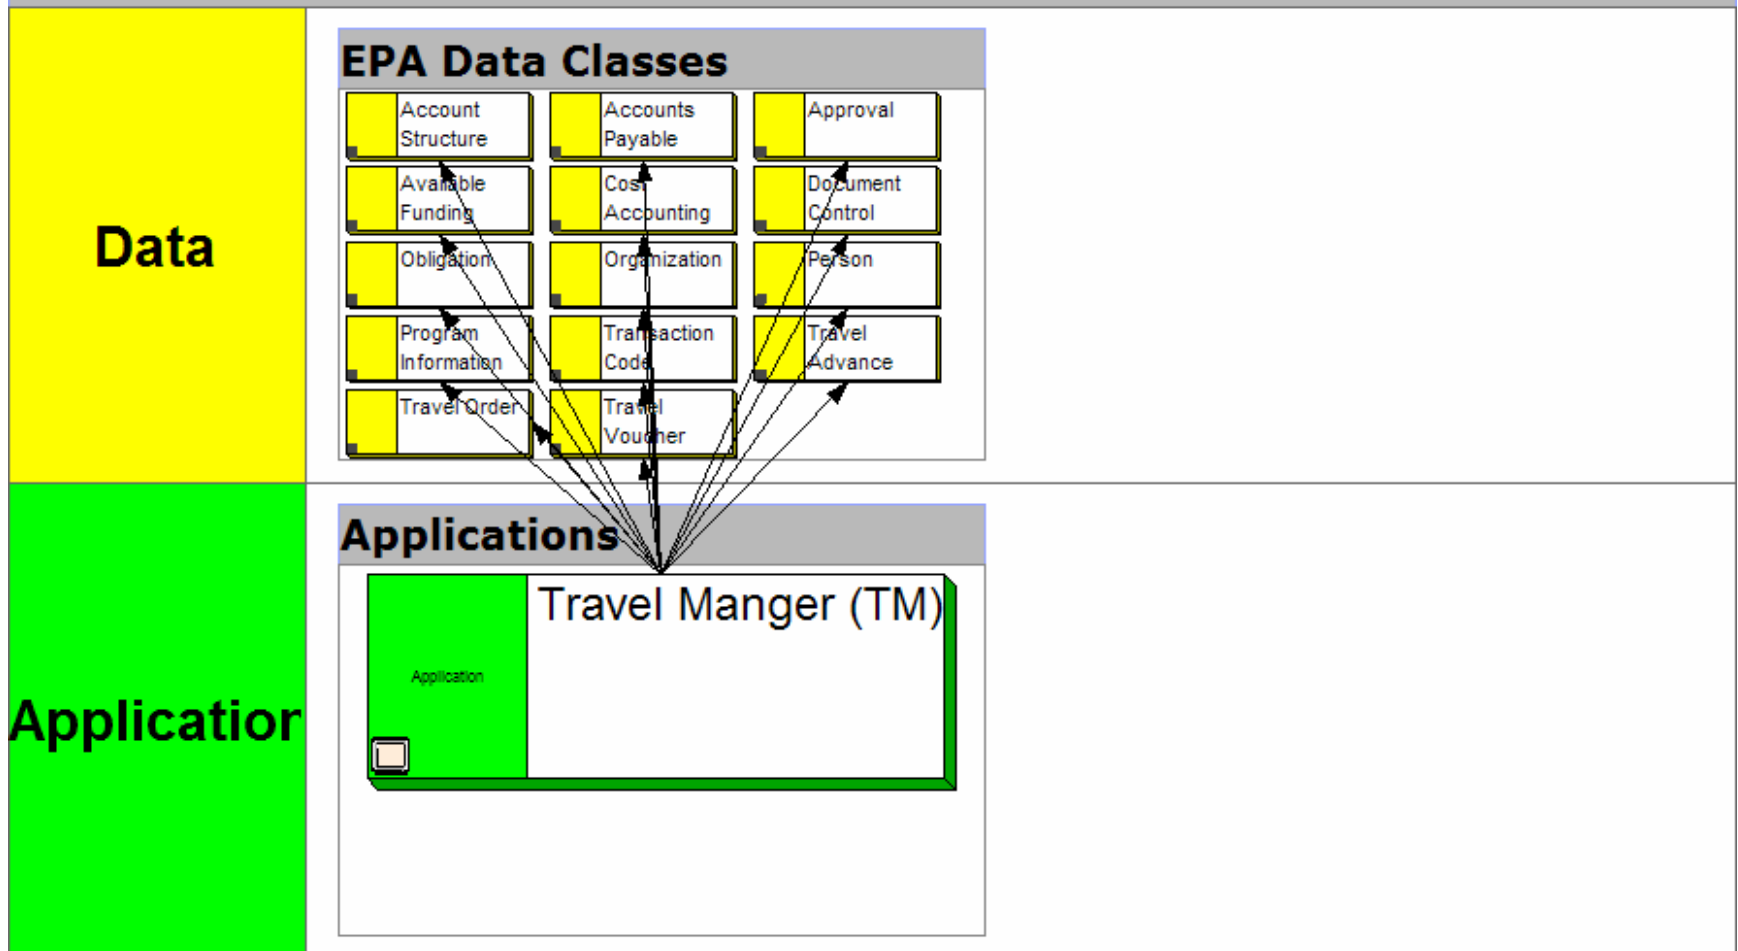 Data
EPA Data Classes
Account
Structure
Accounts
Payable
Approval
Available
Funding
Cost
Accounting
Document
Control
Obligation
Organization
Person
Program
Information
Transaction
Code
Travel
Advance
Travel Order
Travel
Voucher
Application
Applications
Travel Manger (TM)
Application